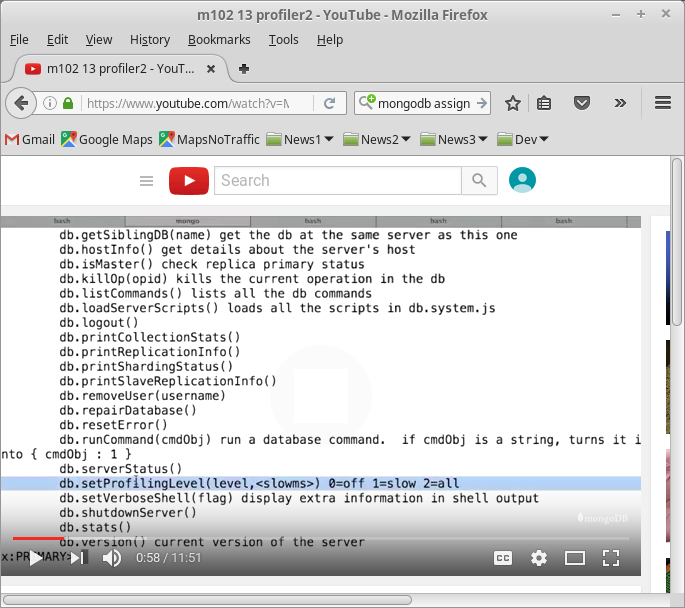 m102 13 profiler2 - YouTube - Mozilla Firefox
File Edit View History Bookmarks Tools Help
m102 13 profiler2 - YouT...
https://www.youtube.com/watch?v=M
mongodb assign
Gmail Google Maps MapsNoTraffic News1 News2 News3 Dev
Search
bash mongo bash bash bash
db.getSiblingDB(name) get the db at the same server as this one
db.hostInfo() get details about the server's host
db.isMaster() check replica primary status
db.killOp(opid) kills the current operation in the db
db.listCommands() lists all the db commands
db.loadServerScripts() loads all the scripts in db.system.js
db.logout()
db.printCollectionStats()
db.printReplicationInfo()
db.printShardingStatus()
db.printSlaveReplicationInfo()
db.removeUser(username)
db.repairDatabase()
db.resetError()
db.runCommand(cmdObj) run a database command.  if cmdObj is a string, turns it i
nto { cmdObj : 1 }
db.serverStatus()
db.setProfilingLevel(level,<slowms>) 0=off 1=slow 2=all
db.setVerboseShell(flag) display extra information in shell output
db.shutdownServer()
mongoDB
db.stats()
db.version() current version of the server
x:PRIMARY>
0:58 / 11:51
CC